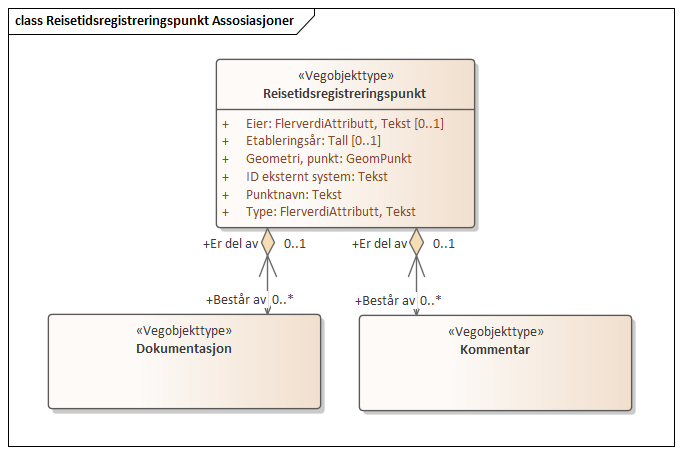 class Reisetidsregistreringspunkt Assosiasjoner
«Vegobjekttype»
Reisetidsregistreringspunkt
+ Eier: FlerverdiAttributt, Tekst [0..1]
+ Etableringsår: Tall [0..1]
+ Geometri, punkt: GeomPunkt
+ ID eksternt system: Tekst
+ Punktnavn: Tekst
+ Type: FlerverdiAttributt, Tekst
+Er del av 0..1 +Er del av 0..1
+Består av 0..* +Består av 0..*
«Vegobjekttype»
Dokumentasjon
«Vegobjekttype»
Kommentar